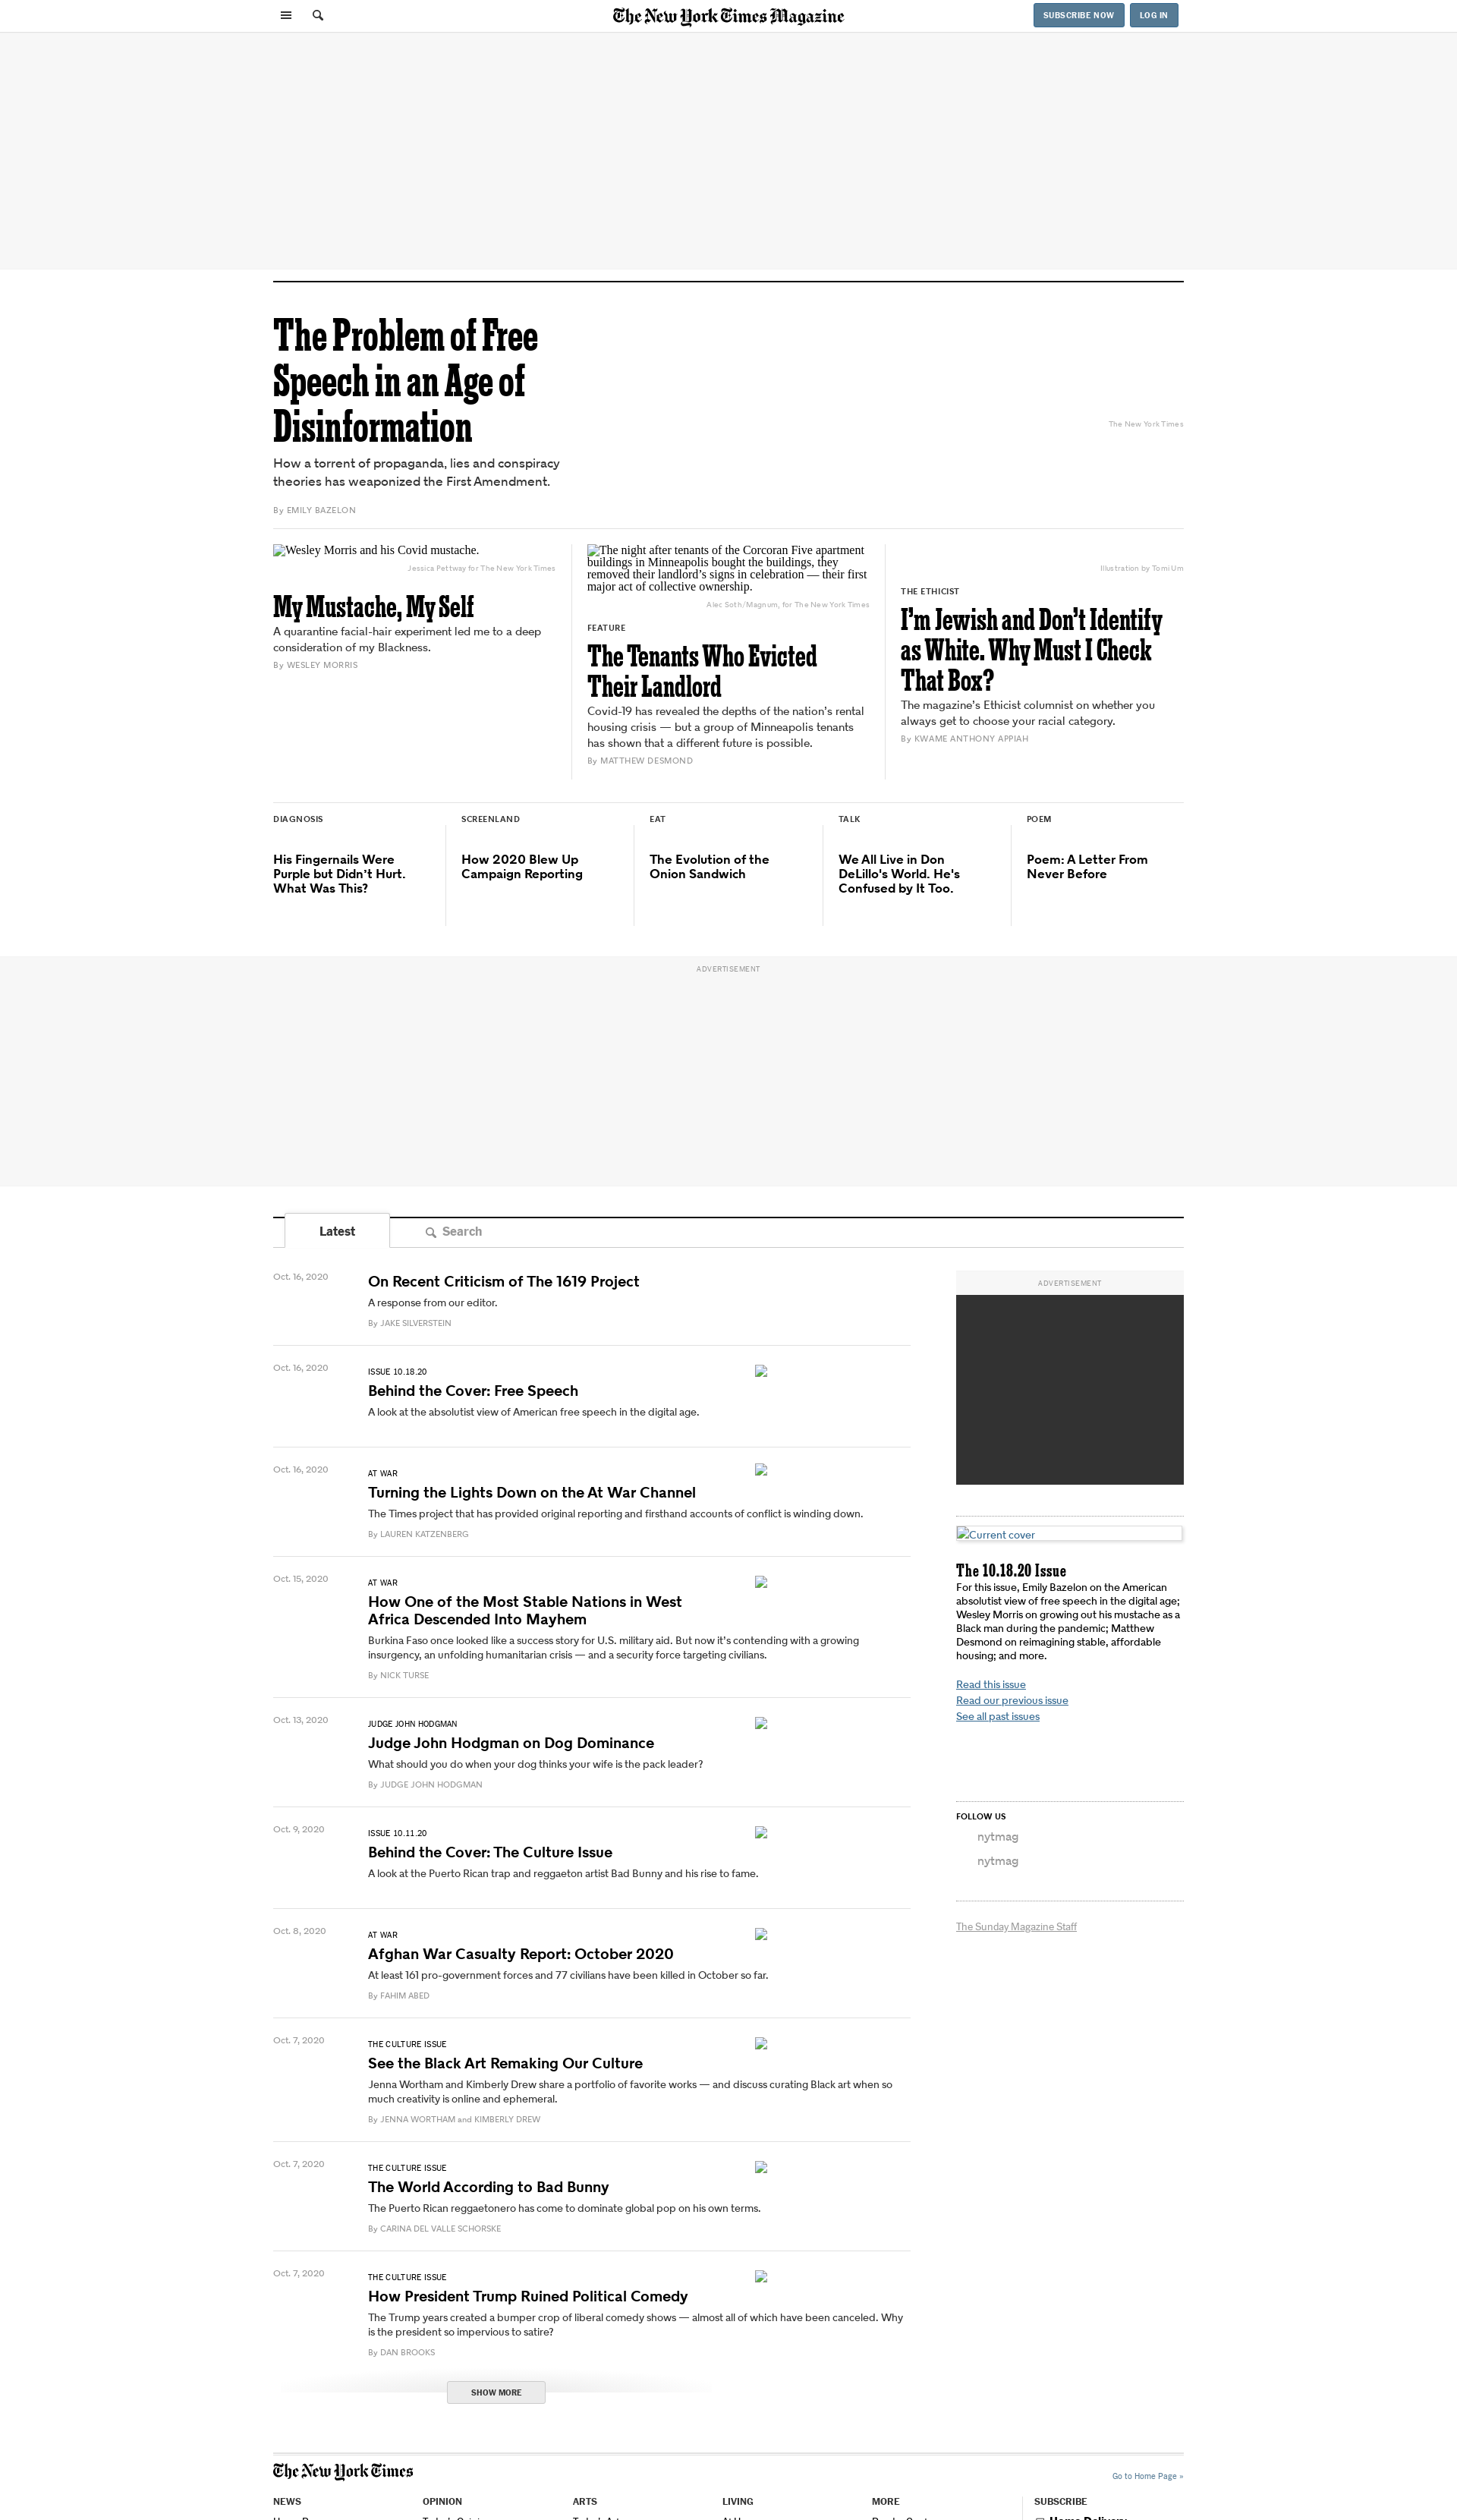 The New York Times Magazine
SUBSCRIBE NOW
LOG IN
The Problem of Free
Speech in an Age of
Disinformation
How a torrent of propaganda, lies and conspiracy
theories has weaponized the First Amendment.
By EMILY BAZELON
The New York Times
Wesley Morris and his Covid mustache.
Jessica Pettway for The New York Times
My Mustache, My Self
A quarantine facial-hair experiment led me to a deep
consideration of my Blackness.
By WESLEY MORRIS
The night after tenants of the Corcoran Five apartment
buildings in Minneapolis bought the buildings, they
removed their landlord’s signs in celebration — their first
major act of collective ownership.
Alec Soth/Magnum, for The New York Times
FEATURE
The Tenants Who Evicted
Their Landlord
Covid-19 has revealed the depths of the nation’s rental
housing crisis — but a group of Minneapolis tenants
has shown that a different future is possible.
By MATTHEW DESMOND
Illustration by Tomi Um
THE ETHICIST
I’m Jewish and Don’t Identify
as White. Why Must I Check
That Box?
The magazine’s Ethicist columnist on whether you
always get to choose your racial category.
By KWAME ANTHONY APPIAH
DIAGNOSIS
His Fingernails Were
Purple but Didn’t Hurt.
What Was This?
SCREENLAND
How 2020 Blew Up
Campaign Reporting
EAT
The Evolution of the
Onion Sandwich
TALK
We All Live in Don
DeLillo's World. He's
Confused by It Too.
POEM
Poem: A Letter From
Never Before
ADVERTISEMENT
Latest
Search
Oct. 16, 2020
On Recent Criticism of The 1619 Project
A response from our editor.
By JAKE SILVERSTEIN
Oct. 16, 2020
ISSUE 10.18.20
Behind the Cover: Free Speech
A look at the absolutist view of American free speech in the digital age.
Oct. 16, 2020
AT WAR
Turning the Lights Down on the At War Channel
The Times project that has provided original reporting and firsthand accounts of conflict is winding down.
By LAUREN KATZENBERG
Oct. 15, 2020
AT WAR
How One of the Most Stable Nations in West
Africa Descended Into Mayhem
Burkina Faso once looked like a success story for U.S. military aid. But now it’s contending with a growing
insurgency, an unfolding humanitarian crisis — and a security force targeting civilians.
By NICK TURSE
Oct. 13, 2020
JUDGE JOHN HODGMAN
Judge John Hodgman on Dog Dominance
What should you do when your dog thinks your wife is the pack leader?
By JUDGE JOHN HODGMAN
Oct. 9, 2020
ISSUE 10.11.20
Behind the Cover: The Culture Issue
A look at the Puerto Rican trap and reggaeton artist Bad Bunny and his rise to fame.
Oct. 8, 2020
AT WAR
Afghan War Casualty Report: October 2020
At least 161 pro-government forces and 77 civilians have been killed in October so far.
By FAHIM ABED
Oct. 7, 2020
THE CULTURE ISSUE
See the Black Art Remaking Our Culture
Jenna Wortham and Kimberly Drew share a portfolio of favorite works — and discuss curating Black art when so
much creativity is online and ephemeral.
By JENNA WORTHAM and KIMBERLY DREW
Oct. 7, 2020
THE CULTURE ISSUE
The World According to Bad Bunny
The Puerto Rican reggaetonero has come to dominate global pop on his own terms.
By CARINA DEL VALLE SCHORSKE
Oct. 7, 2020
THE CULTURE ISSUE
How President Trump Ruined Political Comedy
The Trump years created a bumper crop of liberal comedy shows — almost all of which have been canceled. Why
is the president so impervious to satire?
By DAN BROOKS
SHOW MORE
ADVERTISEMENT
Current cover
The 10.18.20 Issue
For this issue, Emily Bazelon on the American
absolutist view of free speech in the digital age;
Wesley Morris on growing out his mustache as a
Black man during the pandemic; Matthew
Desmond on reimagining stable, affordable
housing; and more.
Read this issue
Read our previous issue
See all past issues
FOLLOW US
nytmag
nytmag
The Sunday Magazine Staff
The New York Times
Go to Home Page »
NEWS
OPINION
ARTS
LIVING
MORE
SUBSCRIBE